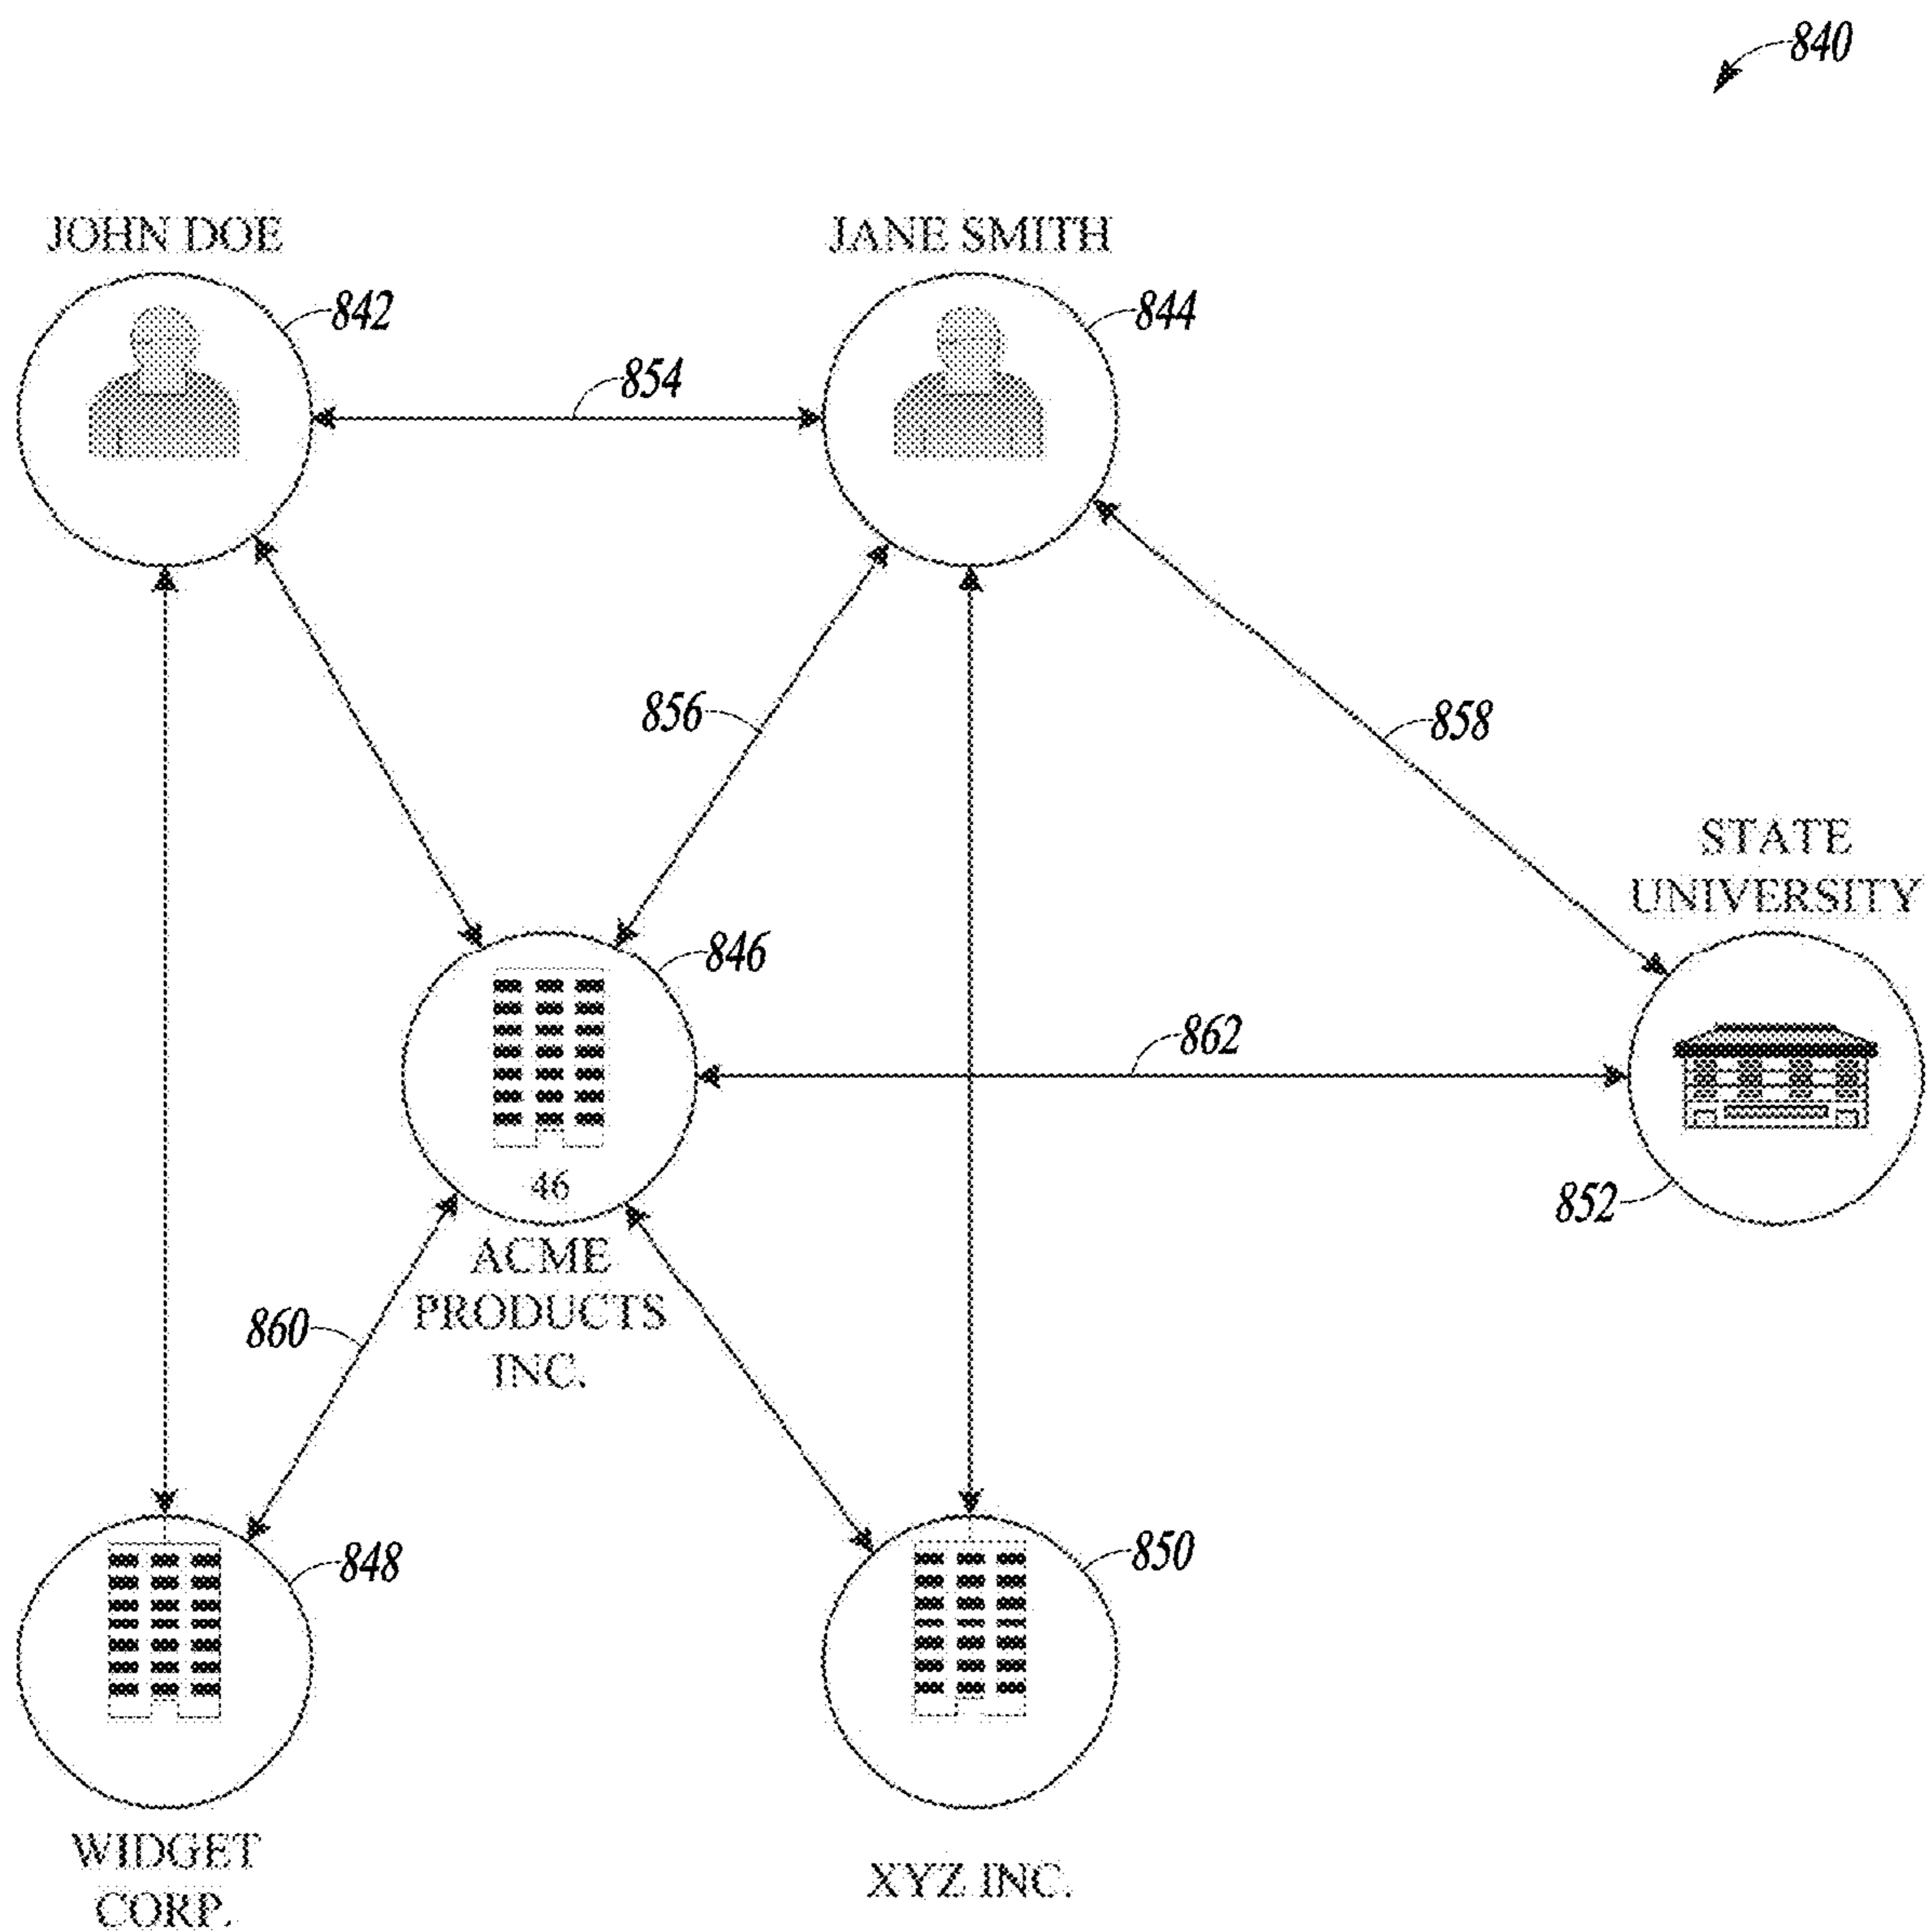 840
JOHN DOE
JANE SMITH
842
844
854
856
858
STATE
UNIVERSITY
846
862
46
852
ACME
PRODUCTS
INC.
860
848
850
WIDGET
CORP.
XYZ INC.